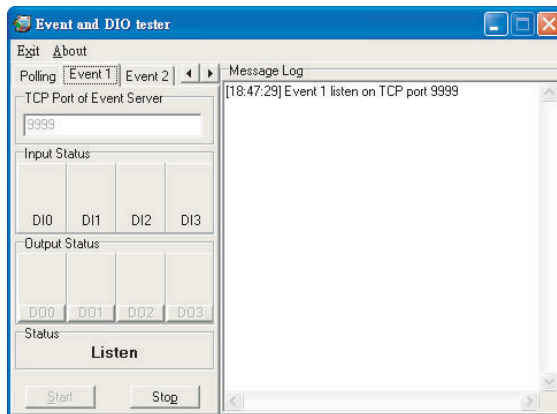 Event and DIO tester
Exit About
Polling Event 1 Event 2
TCP Port of Event Server
9999
Input Status
DI0 DI1 DI2 DI3
Output Status
DO0 DO1 DO2 DO3
Status
Listen
Start Stop
Message Log
[18:47:29] Event 1 listen on TCP port 9999